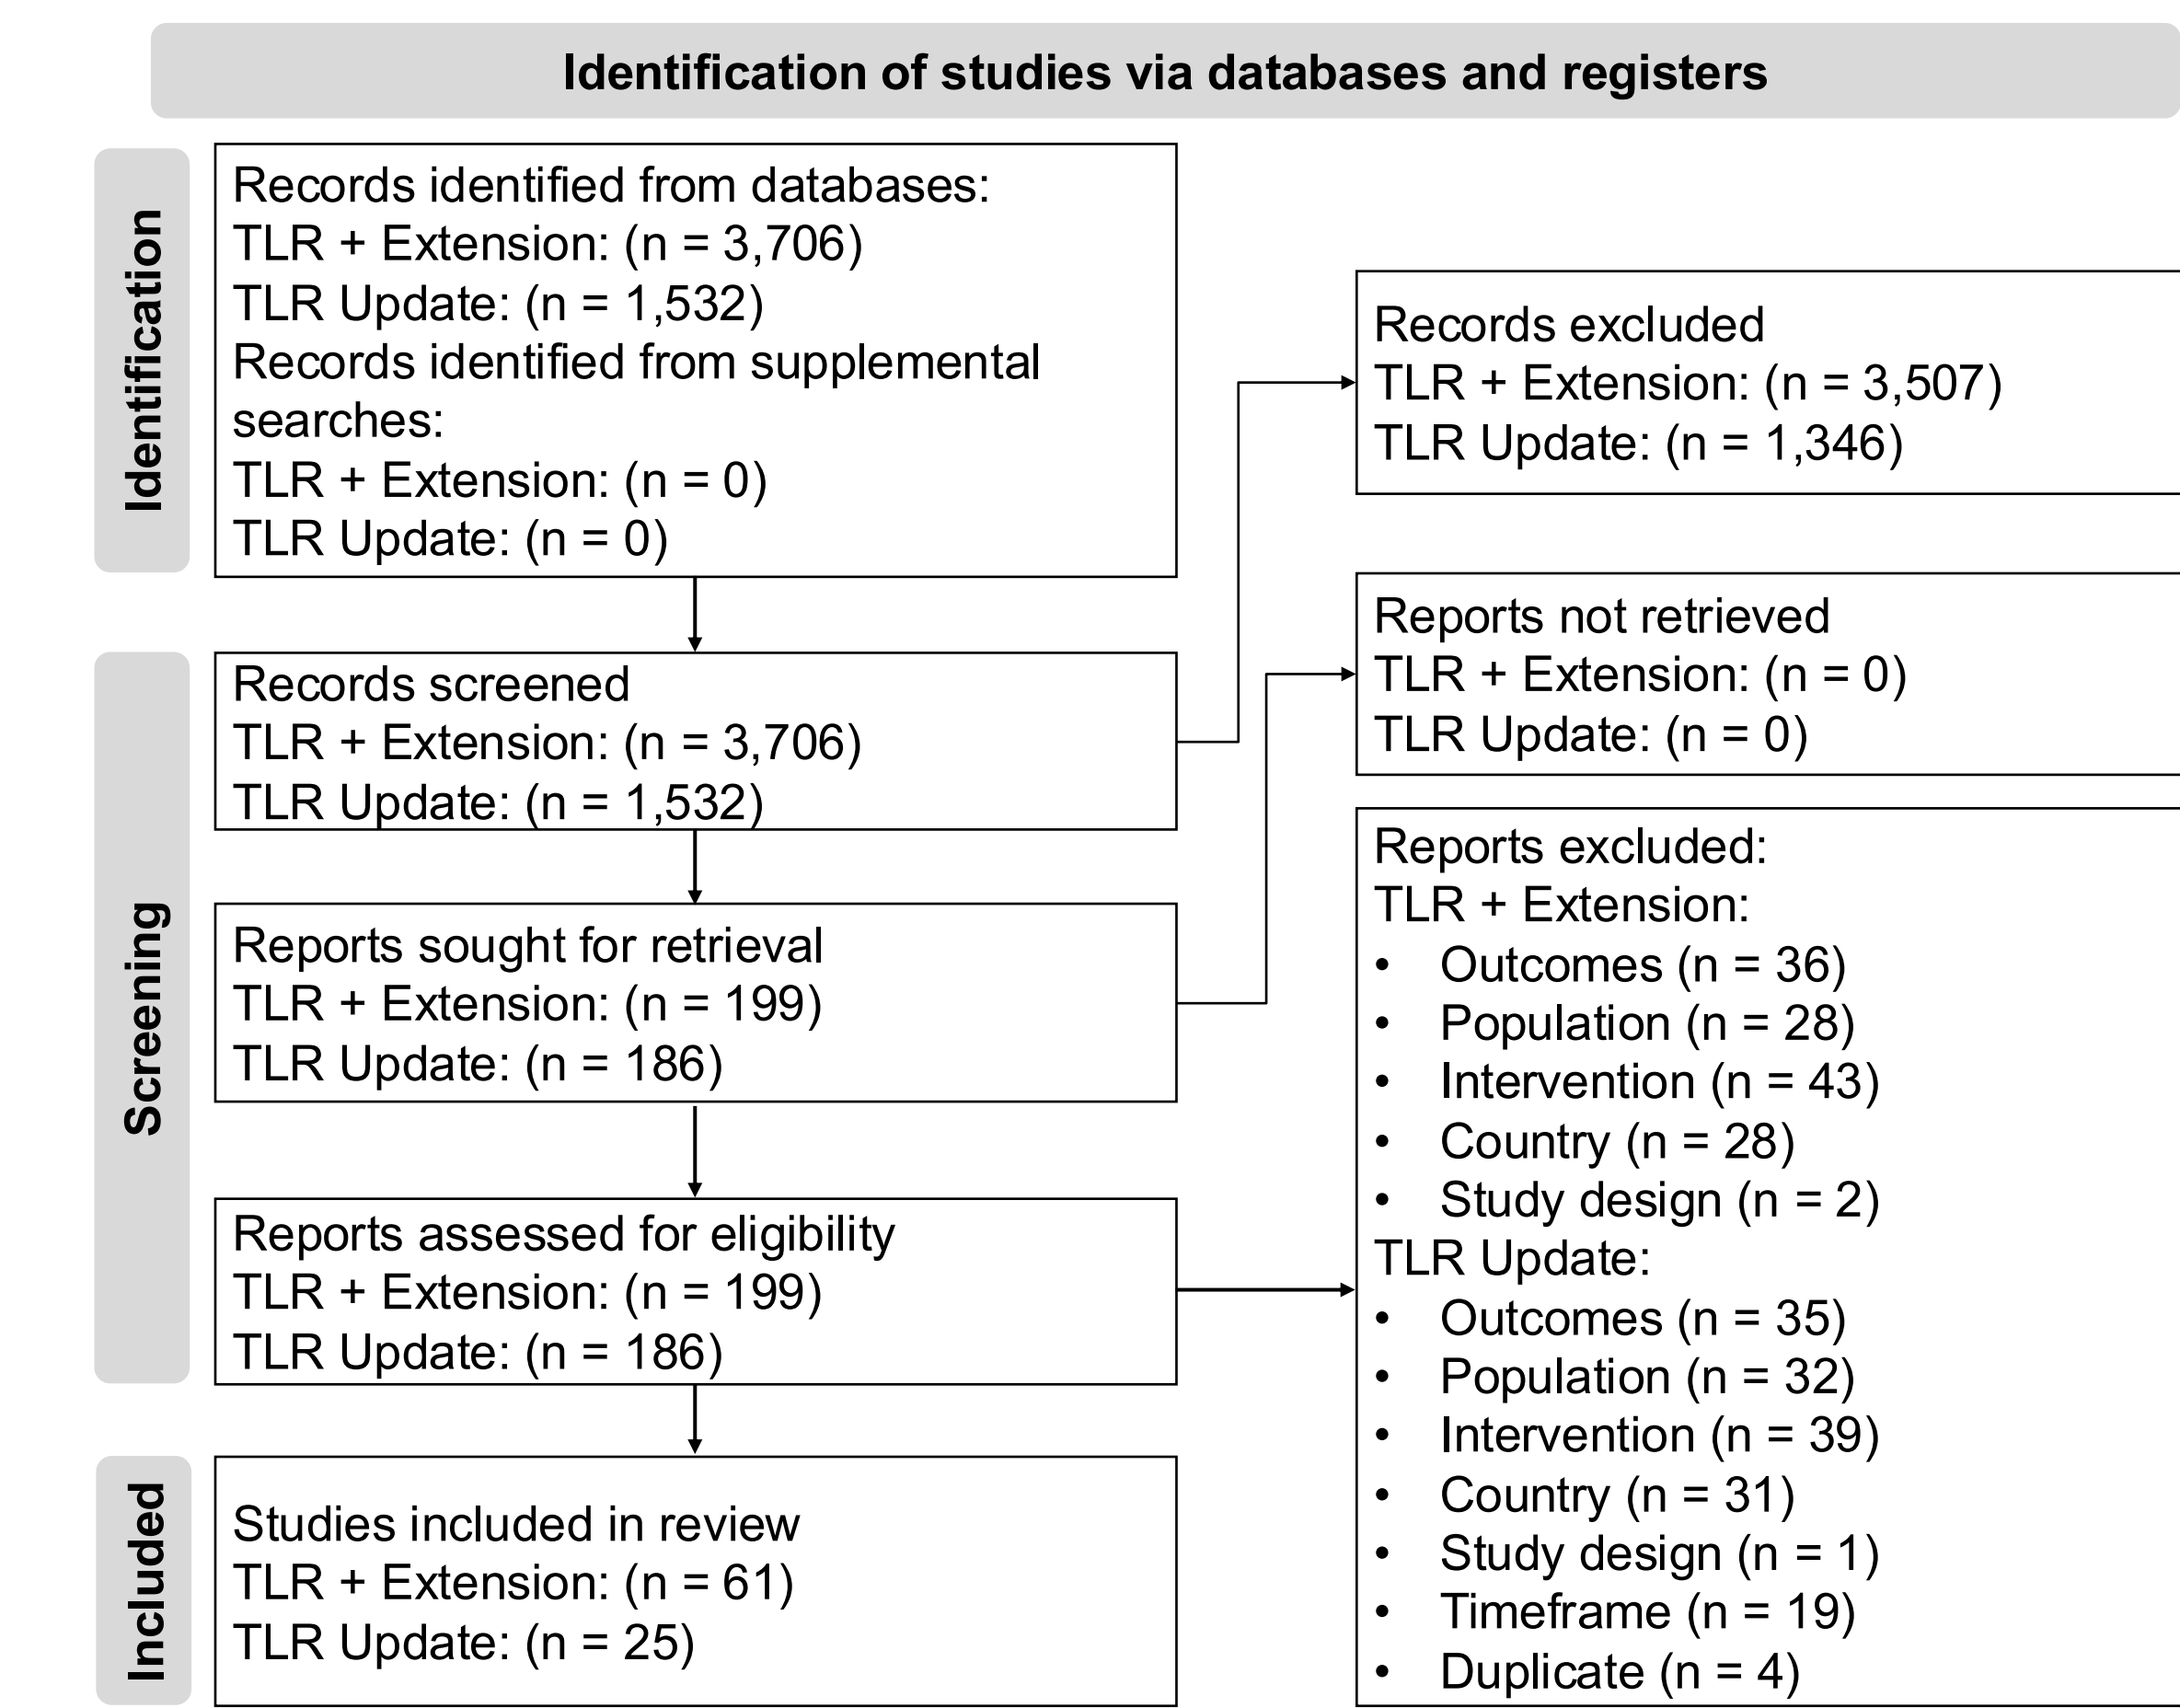 Identification of studies via databases and registers
Identification
Records identified from databases:
TLR + Extension: (n = 3,706)
TLR Update: (n = 1,532)
Records identified from supplemental
searches:
TLR + Extension: (n = 0)
TLR Update: (n = 0)
Records excluded
TLR + Extension: (n = 3,507)
TLR Update: (n = 1,346)
Screening
Records screened
TLR + Extension: (n = 3,706)
TLR Update: (n = 1,532)
Reports not retrieved
TLR + Extension: (n = 0)
TLR Update: (n = 0)
Reports sought for retrieval
TLR + Extension: (n = 199)
TLR Update: (n = 186)
Reports assessed for eligibility
TLR + Extension: (n = 199)
TLR Update: (n = 186)
Reports excluded:
TLR + Extension:
• Outcomes (n = 36)
• Population (n = 28)
• Intervention (n = 43)
• Country (n = 28)
• Study design (n = 2)
TLR Update:
• Outcomes (n = 35)
• Population (n = 32)
• Intervention (n = 39)
• Country (n = 31)
• Study design (n = 1)
• Timeframe (n = 19)
• Duplicate (n = 4)
Included
Studies included in review
TLR + Extension: (n = 61)
TLR Update: (n = 25)